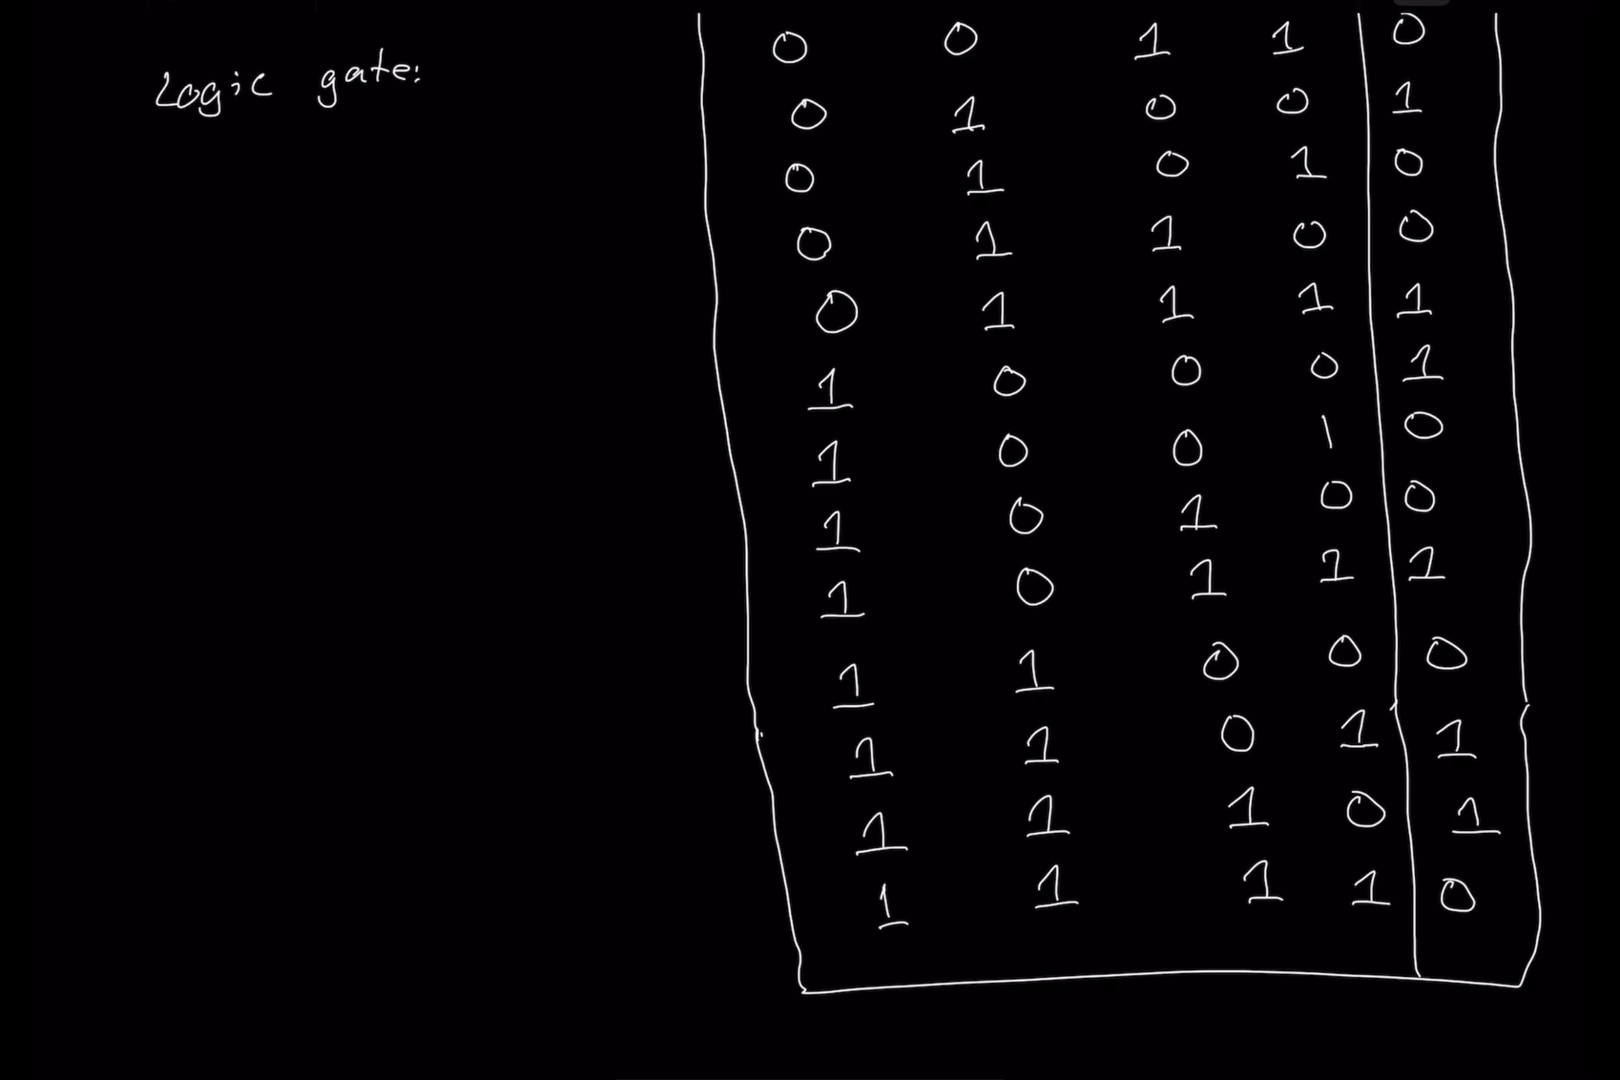 Logic gate:
0 0 1 1 0
0 1 0 0 1
0 1 0 1 0
0 1 1 0 0
0 1 1 1 1
1 0 0 0 1
1 0 0 1 0
1 0 1 0 0
1 0 1 1 1
1 1 0 0 0
1 1 0 1 1
1 1 1 0 1
1 1 1 1 0